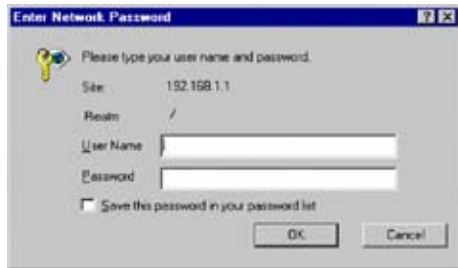 Enter Network Password
Please type your user name and password.
Site: 192.168.1.1
Realm /
User Name
Password
Save this password in your password list
OK Cancel